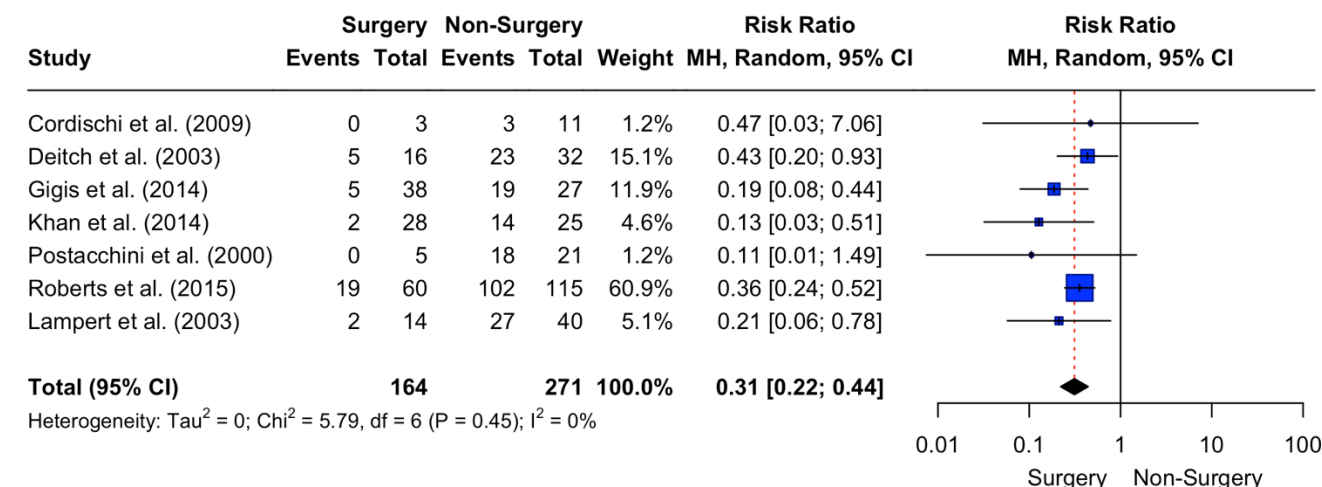 Surgery Non-Surgery Risk Ratio Risk Ratio
Study Events Total Events Total Weight MH, Random, 95% CI MH, Random, 95% CI
Cordischi et al. (2009) 0 3 3 11 1.2% 0.47 [0.03; 7.06]
Deitch et al. (2003) 5 16 23 32 15.1% 0.43 [0.20; 0.93]
Gigis et al. (2014) 5 38 19 27 11.9% 0.19 [0.08; 0.44]
Khan et al. (2014) 2 28 14 25 4.6% 0.13 [0.03; 0.51]
Postacchini et al. (2000) 0 5 18 21 1.2% 0.11 [0.01; 1.49]
Roberts et al. (2015) 19 60 102 115 60.9% 0.36 [0.24; 0.52]
Lampert et al. (2003) 2 14 27 40 5.1% 0.21 [0.06; 0.78]
Total (95% CI) 164 271 100.0% 0.31 [0.22; 0.44]
Heterogeneity: Tau² = 0; Chi² = 5.79, df = 6 (P = 0.45); I² = 0%
0.01 0.1 1 10 100
Surgery Non-Surgery